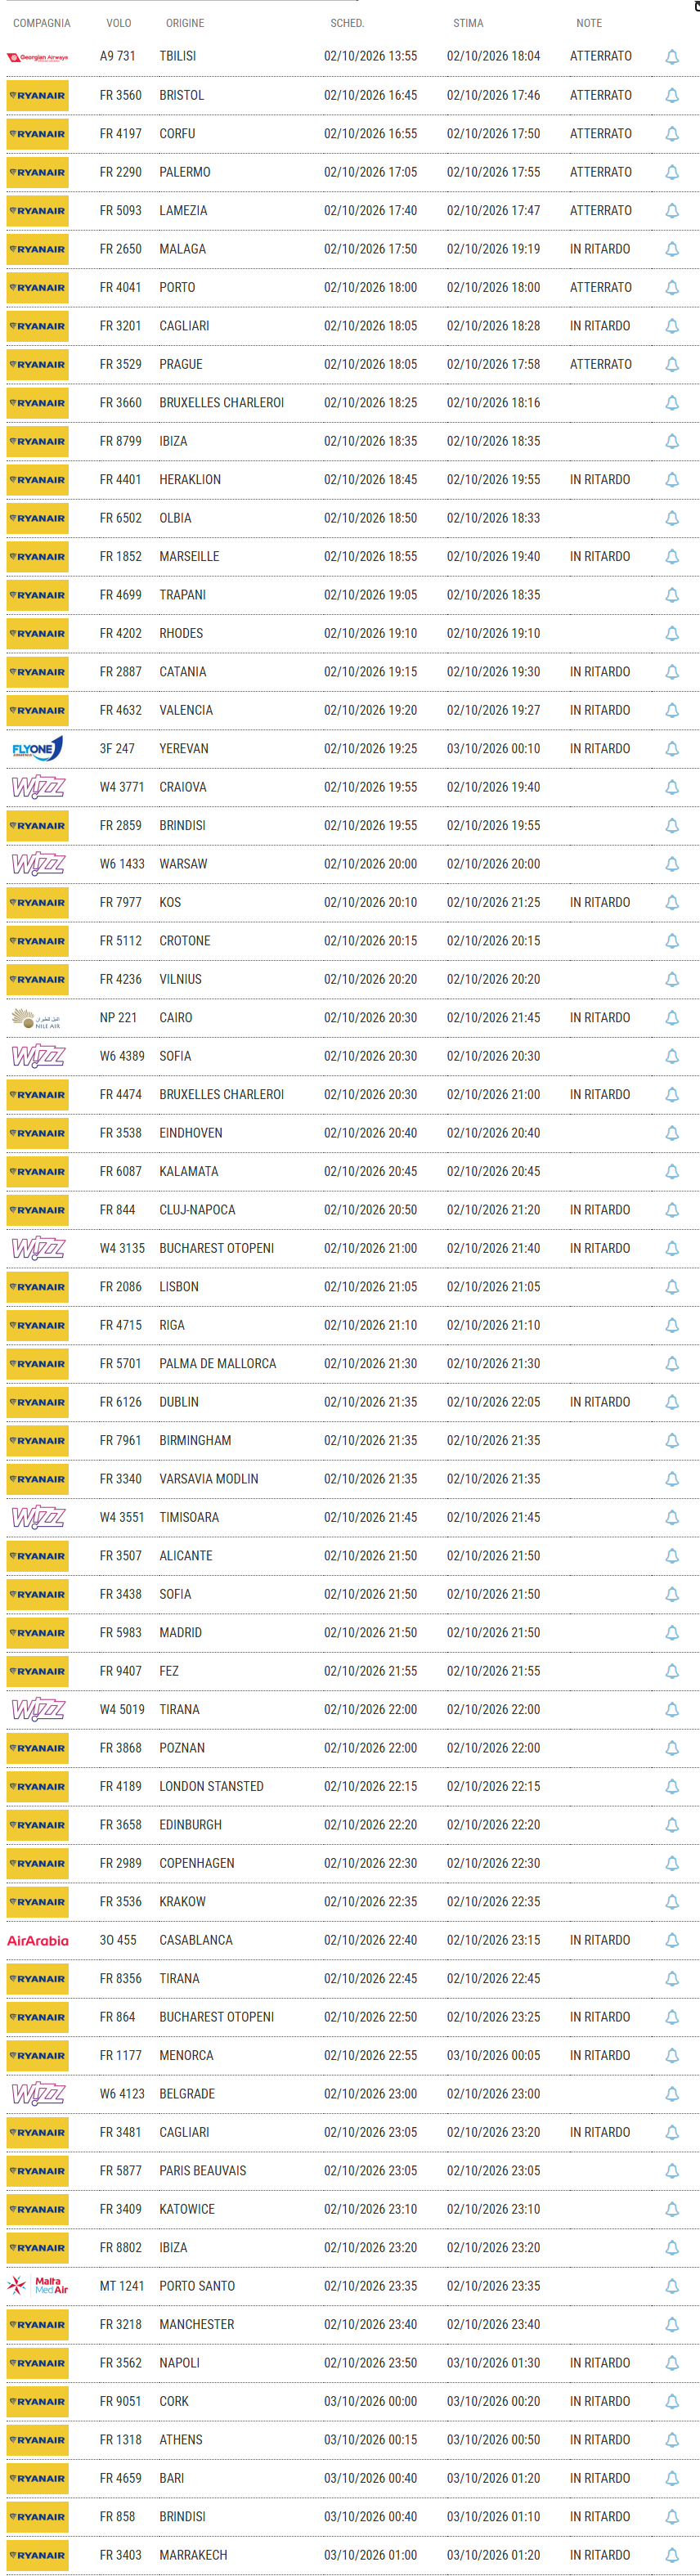 COMPAGNIA VOLO ORIGINE SCHED. STIMA NOTE
Georgian Airways A9 731 TBILISI 02/10/2026 13:55 02/10/2026 18:04 ATTERRATO
RYANAIR FR 3560 BRISTOL 02/10/2026 16:45 02/10/2026 17:46 ATTERRATO
RYANAIR FR 4197 CORFU 02/10/2026 16:55 02/10/2026 17:50 ATTERRATO
RYANAIR FR 2290 PALERMO 02/10/2026 17:05 02/10/2026 17:55 ATTERRATO
RYANAIR FR 5093 LAMEZIA 02/10/2026 17:40 02/10/2026 17:47 ATTERRATO
RYANAIR FR 2650 MALAGA 02/10/2026 17:50 02/10/2026 19:19 IN RITARDO
RYANAIR FR 4041 PORTO 02/10/2026 18:00 02/10/2026 18:00 ATTERRATO
RYANAIR FR 3201 CAGLIARI 02/10/2026 18:05 02/10/2026 18:28 IN RITARDO
RYANAIR FR 3529 PRAGUE 02/10/2026 18:05 02/10/2026 17:58 ATTERRATO
RYANAIR FR 3660 BRUXELLES CHARLEROI 02/10/2026 18:25 02/10/2026 18:16
RYANAIR FR 8799 IBIZA 02/10/2026 18:35 02/10/2026 18:35
RYANAIR FR 4401 HERAKLION 02/10/2026 18:45 02/10/2026 19:55 IN RITARDO
RYANAIR FR 6502 OLBIA 02/10/2026 18:50 02/10/2026 18:33
RYANAIR FR 1852 MARSEILLE 02/10/2026 18:55 02/10/2026 19:40 IN RITARDO
RYANAIR FR 4699 TRAPANI 02/10/2026 19:05 02/10/2026 18:35
RYANAIR FR 4202 RHODES 02/10/2026 19:10 02/10/2026 19:10
RYANAIR FR 2887 CATANIA 02/10/2026 19:15 02/10/2026 19:30 IN RITARDO
RYANAIR FR 4632 VALENCIA 02/10/2026 19:20 02/10/2026 19:27 IN RITARDO
FLYONE 3F 247 YEREVAN 02/10/2026 19:25 03/10/2026 00:10 IN RITARDO
WIZZ W4 3771 CRAIOVA 02/10/2026 19:55 02/10/2026 19:40
RYANAIR FR 2859 BRINDISI 02/10/2026 19:55 02/10/2026 19:55
WIZZ W6 1433 WARSAW 02/10/2026 20:00 02/10/2026 20:00
RYANAIR FR 7977 KOS 02/10/2026 20:10 02/10/2026 21:25 IN RITARDO
RYANAIR FR 5112 CROTONE 02/10/2026 20:15 02/10/2026 20:15
RYANAIR FR 4236 VILNIUS 02/10/2026 20:20 02/10/2026 20:20
NILE AIR NP 221 CAIRO 02/10/2026 20:30 02/10/2026 21:45 IN RITARDO
WIZZ W6 4389 SOFIA 02/10/2026 20:30 02/10/2026 20:30
RYANAIR FR 4474 BRUXELLES CHARLEROI 02/10/2026 20:30 02/10/2026 21:00 IN RITARDO
RYANAIR FR 3538 EINDHOVEN 02/10/2026 20:40 02/10/2026 20:40
RYANAIR FR 6087 KALAMATA 02/10/2026 20:45 02/10/2026 20:45
RYANAIR FR 844 CLUJ-NAPOCA 02/10/2026 20:50 02/10/2026 21:20 IN RITARDO
WIZZ W4 3135 BUCHAREST OTOPENI 02/10/2026 21:00 02/10/2026 21:40 IN RITARDO
RYANAIR FR 2086 LISBON 02/10/2026 21:05 02/10/2026 21:05
RYANAIR FR 4715 RIGA 02/10/2026 21:10 02/10/2026 21:10
RYANAIR FR 5701 PALMA DE MALLORCA 02/10/2026 21:30 02/10/2026 21:30
RYANAIR FR 6126 DUBLIN 02/10/2026 21:35 02/10/2026 22:05 IN RITARDO
RYANAIR FR 7961 BIRMINGHAM 02/10/2026 21:35 02/10/2026 21:35
RYANAIR FR 3340 VARSAVIA MODLIN 02/10/2026 21:35 02/10/2026 21:35
WIZZ W4 3551 TIMISOARA 02/10/2026 21:45 02/10/2026 21:45
RYANAIR FR 3507 ALICANTE 02/10/2026 21:50 02/10/2026 21:50
RYANAIR FR 3438 SOFIA 02/10/2026 21:50 02/10/2026 21:50
RYANAIR FR 5983 MADRID 02/10/2026 21:50 02/10/2026 21:50
RYANAIR FR 9407 FEZ 02/10/2026 21:55 02/10/2026 21:55
WIZZ W4 5019 TIRANA 02/10/2026 22:00 02/10/2026 22:00
RYANAIR FR 3868 POZNAN 02/10/2026 22:00 02/10/2026 22:00
RYANAIR FR 4189 LONDON STANSTED 02/10/2026 22:15 02/10/2026 22:15
RYANAIR FR 3658 EDINBURGH 02/10/2026 22:20 02/10/2026 22:20
RYANAIR FR 2989 COPENHAGEN 02/10/2026 22:30 02/10/2026 22:30
RYANAIR FR 3536 KRAKOW 02/10/2026 22:35 02/10/2026 22:35
AirArabia 3O 455 CASABLANCA 02/10/2026 22:40 02/10/2026 23:15 IN RITARDO
RYANAIR FR 8356 TIRANA 02/10/2026 22:45 02/10/2026 22:45
RYANAIR FR 864 BUCHAREST OTOPENI 02/10/2026 22:50 02/10/2026 23:25 IN RITARDO
RYANAIR FR 1177 MENORCA 02/10/2026 22:55 03/10/2026 00:05 IN RITARDO
WIZZ W6 4123 BELGRADE 02/10/2026 23:00 02/10/2026 23:00
RYANAIR FR 3481 CAGLIARI 02/10/2026 23:05 02/10/2026 23:20 IN RITARDO
RYANAIR FR 5877 PARIS BEAUVAIS 02/10/2026 23:05 02/10/2026 23:05
RYANAIR FR 3409 KATOWICE 02/10/2026 23:10 02/10/2026 23:10
RYANAIR FR 8802 IBIZA 02/10/2026 23:20 02/10/2026 23:20
Malta MedAir MT 1241 PORTO SANTO 02/10/2026 23:35 02/10/2026 23:35
RYANAIR FR 3218 MANCHESTER 02/10/2026 23:40 02/10/2026 23:40
RYANAIR FR 3562 NAPOLI 02/10/2026 23:50 03/10/2026 01:30 IN RITARDO
RYANAIR FR 9051 CORK 03/10/2026 00:00 03/10/2026 00:20 IN RITARDO
RYANAIR FR 1318 ATHENS 03/10/2026 00:15 03/10/2026 00:50 IN RITARDO
RYANAIR FR 4659 BARI 03/10/2026 00:40 03/10/2026 01:20 IN RITARDO
RYANAIR FR 858 BRINDISI 03/10/2026 00:40 03/10/2026 01:10 IN RITARDO
RYANAIR FR 3403 MARRAKECH 03/10/2026 01:00 03/10/2026 01:20 IN RITARDO